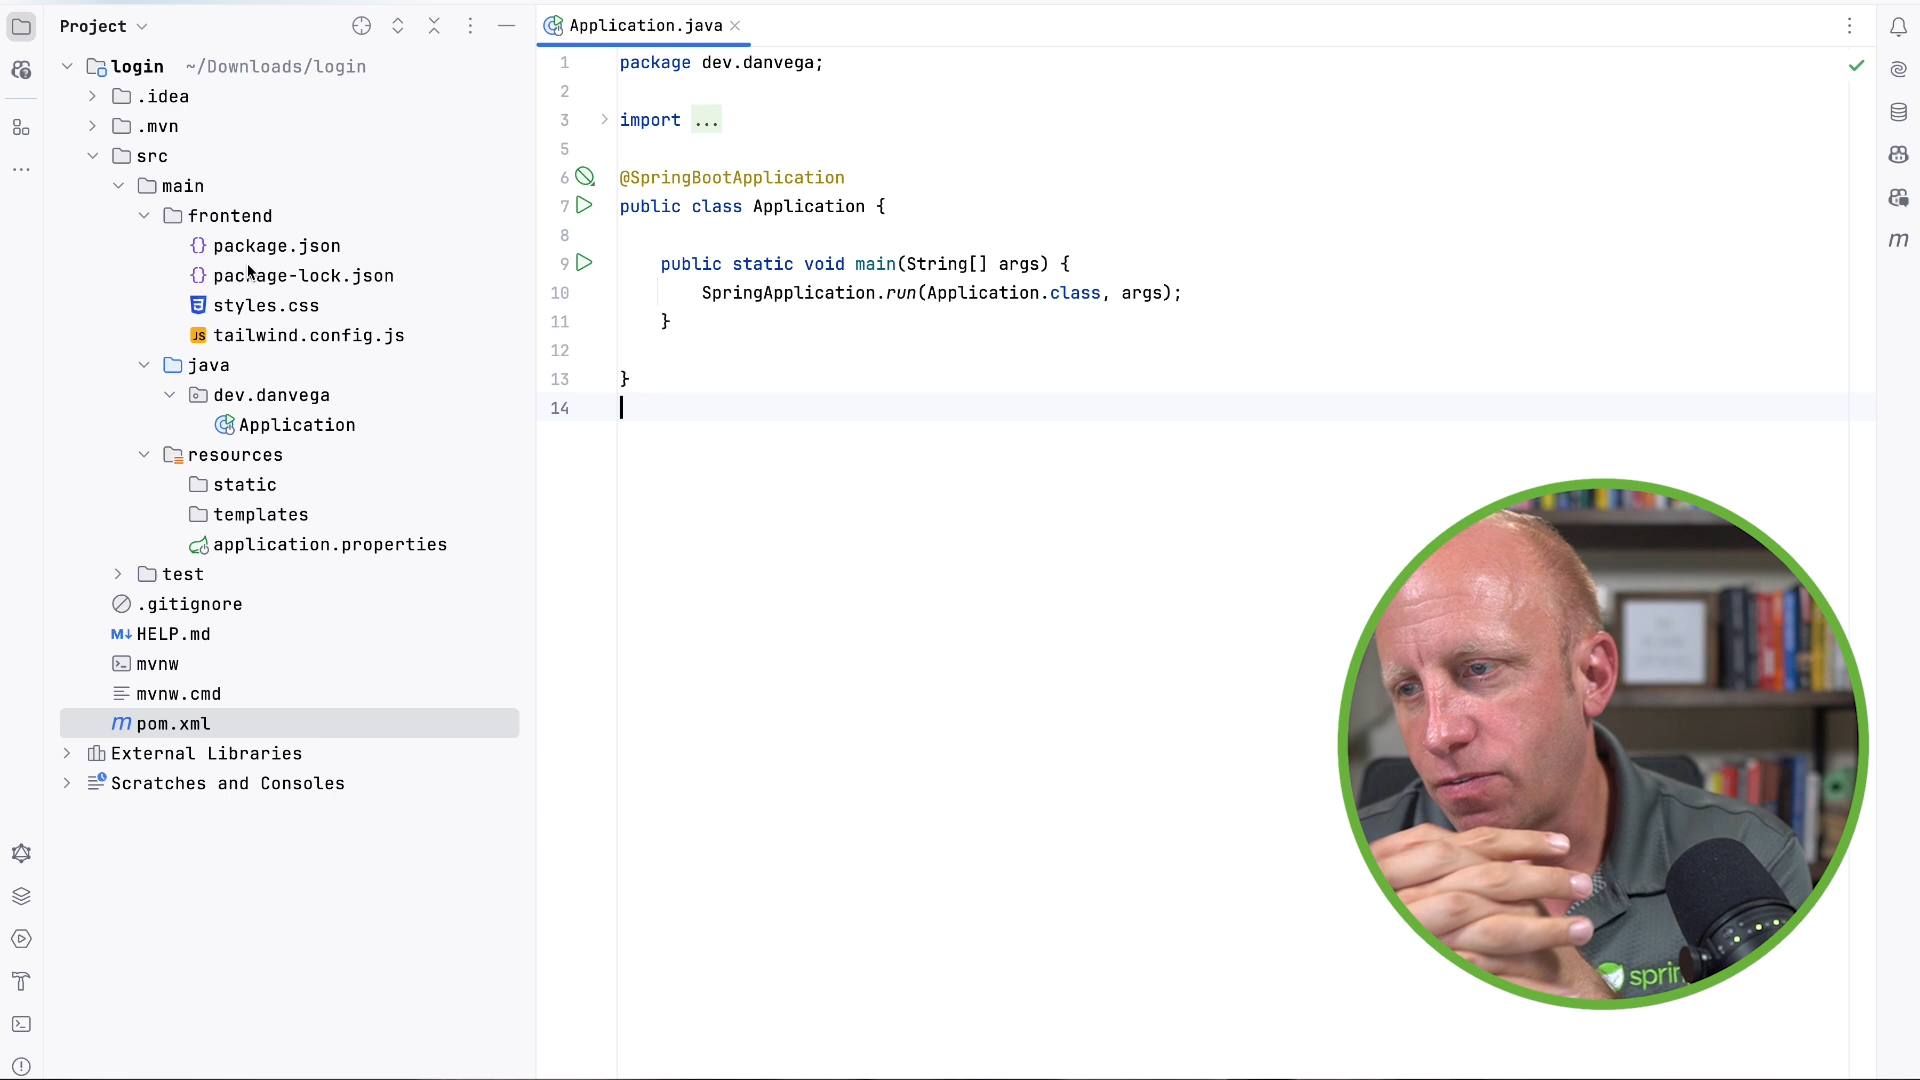 Project
login ~/Downloads/login
.idea
.mvn
src
main
frontend
package.json
package-lock.json
styles.css
tailwind.config.js
java
dev.danvega
Application
resources
static
templates
application.properties
test
.gitignore
HELP.md
mvnw
mvnw.cmd
pom.xml
External Libraries
Scratches and Consoles
Application.java
1 package dev.danvega;
2
3 import ...
5
6 @SpringBootApplication
7 public class Application {
8
9 public static void main(String[] args) {
10 SpringApplication.run(Application.class, args);
11 }
12
13 }
14